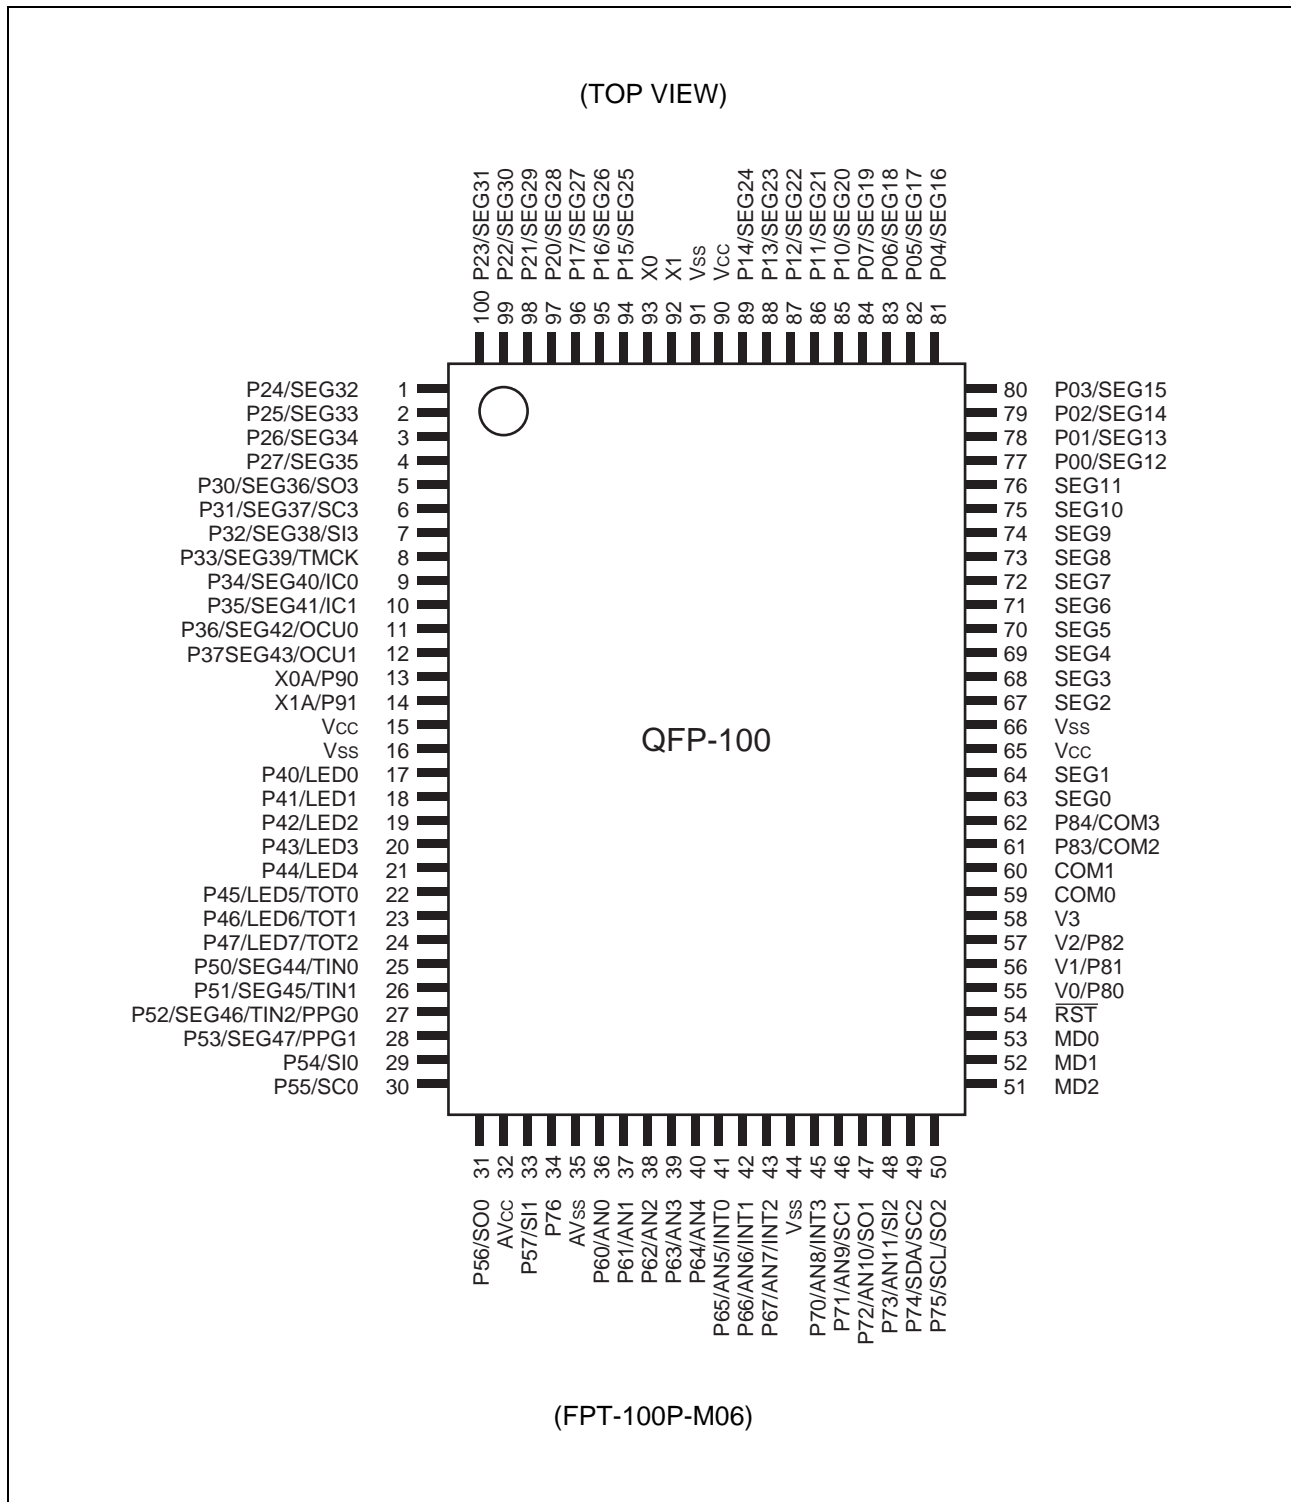 (TOP VIEW)
100 P23/SEG31
99 P22/SEG30
98 P21/SEG29
97 P20/SEG28
96 P17/SEG27
95 P16/SEG26
94 P15/SEG25
93 X0
92 X1
91 Vss
90 Vcc
89 P14/SEG24
88 P13/SEG23
87 P12/SEG22
86 P11/SEG21
85 P10/SEG20
84 P07/SEG19
83 P06/SEG18
82 P05/SEG17
81 P04/SEG16
P24/SEG32 1
P25/SEG33 2
P26/SEG34 3
P27/SEG35 4
P30/SEG36/SO3 5
P31/SEG37/SC3 6
P32/SEG38/SI3 7
P33/SEG39/TMCK 8
P34/SEG40/IC0 9
P35/SEG41/IC1 10
P36/SEG42/OCU0 11
P37SEG43/OCU1 12
X0A/P90 13
X1A/P91 14
Vcc 15
Vss 16
P40/LED0 17
P41/LED1 18
P42/LED2 19
P43/LED3 20
P44/LED4 21
P45/LED5/TOT0 22
P46/LED6/TOT1 23
P47/LED7/TOT2 24
P50/SEG44/TIN0 25
P51/SEG45/TIN1 26
P52/SEG46/TIN2/PPG0 27
P53/SEG47/PPG1 28
P54/SI0 29
P55/SC0 30
QFP-100
80 P03/SEG15
79 P02/SEG14
78 P01/SEG13
77 P00/SEG12
76 SEG11
75 SEG10
74 SEG9
73 SEG8
72 SEG7
71 SEG6
70 SEG5
69 SEG4
68 SEG3
67 SEG2
66 Vss
65 Vcc
64 SEG1
63 SEG0
62 P84/COM3
61 P83/COM2
60 COM1
59 COM0
58 V3
57 V2/P82
56 V1/P81
55 V0/P80
54 RST
53 MD0
52 MD1
51 MD2
P56/SO0 31
AVcc 32
P57/SI1 33
P76 34
AVss 35
P60/AN0 36
P61/AN1 37
P62/AN2 38
P63/AN3 39
P64/AN4 40
P65/AN5/INT0 41
P66/AN6/INT1 42
P67/AN7/INT2 43
Vss 44
P70/AN8/INT3 45
P71/AN9/SC1 46
P72/AN10/SO1 47
P73/AN11/SI2 48
P74/SDA/SC2 49
P75/SCL/SO2 50
(FPT-100P-M06)